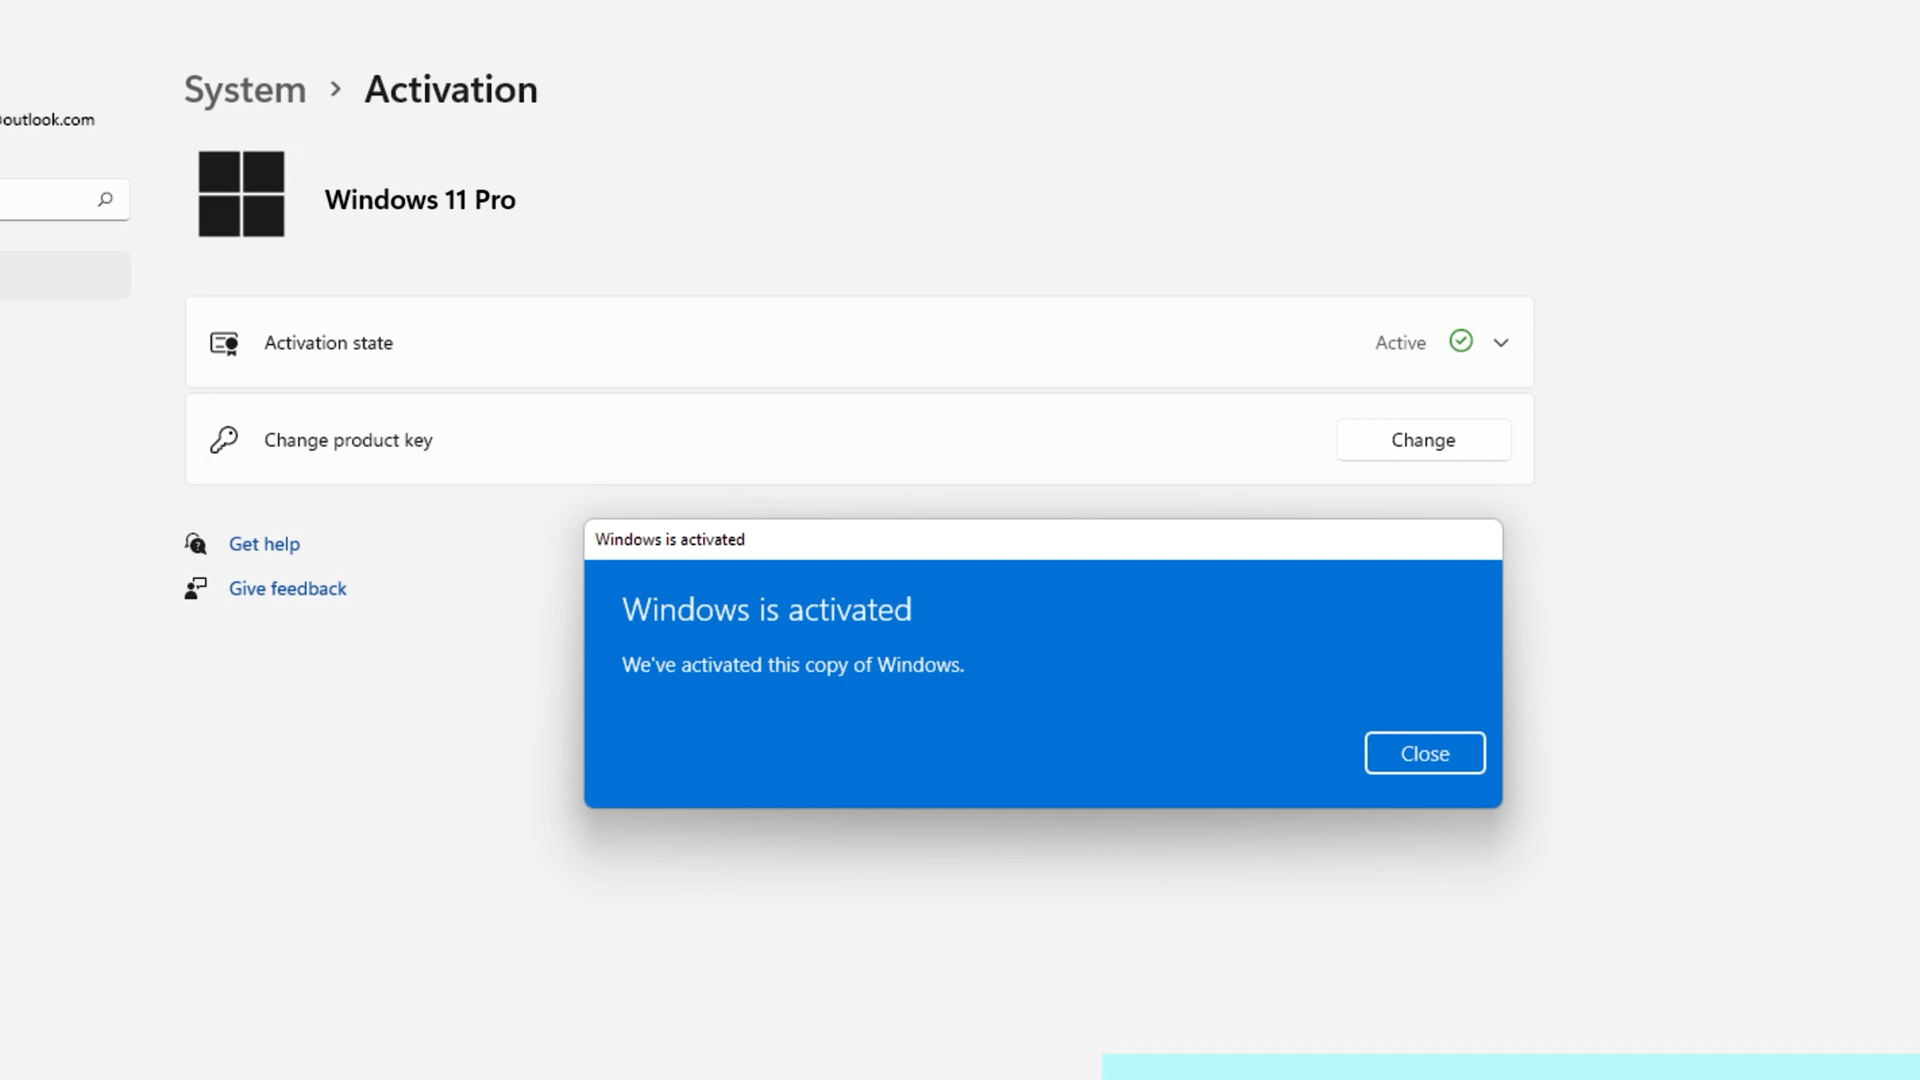 System > Activation
outlook.com
Windows 11 Pro
Activation state
Active
Change product key
Change
Get help
Give feedback
Windows is activated
Windows is activated
We've activated this copy of Windows.
Close